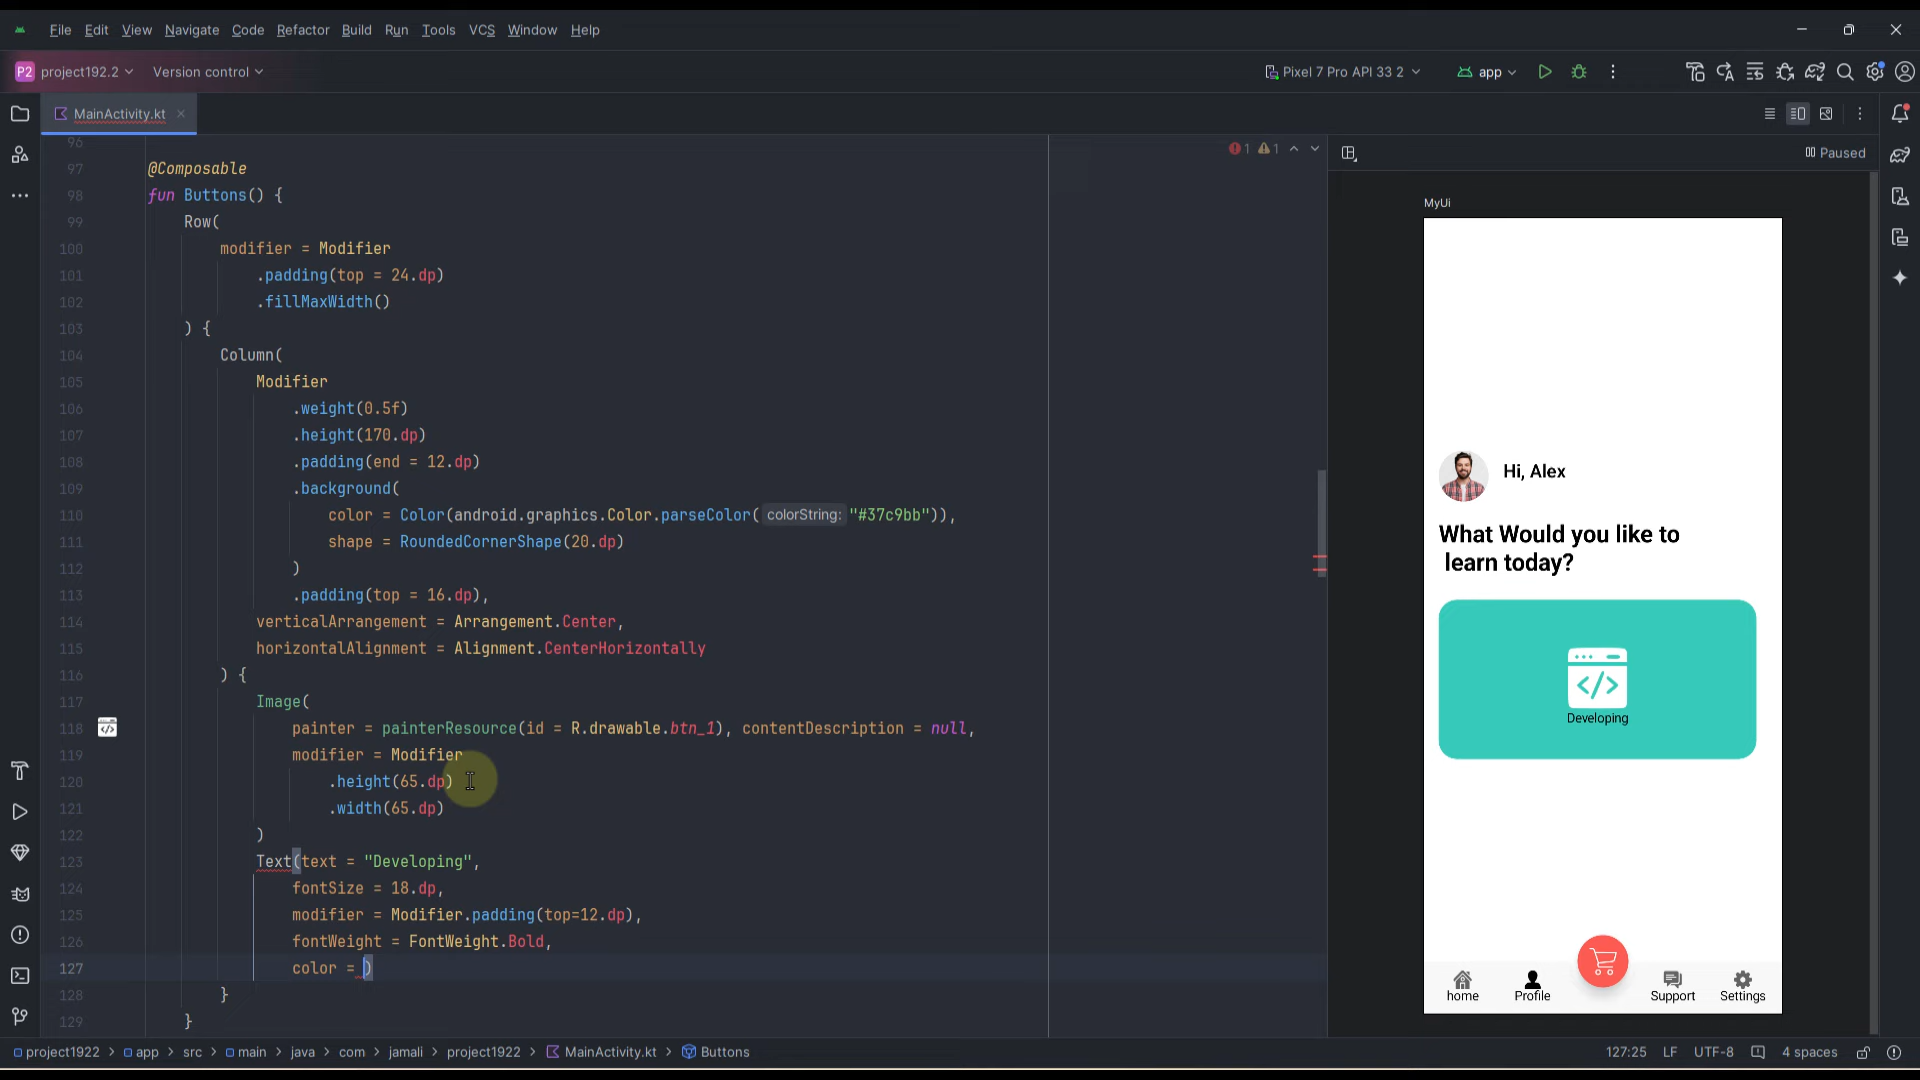 File Edit View Navigate Code Refactor Build Run Tools VCS Window Help
P2 project192.2 Version control Pixel 7 Pro API 33 2 app
MainActivity.kt
1 1 Paused
96
97 @Composable
98 fun Buttons() {
99 Row(
100 modifier = Modifier
101 .padding(top = 24.dp)
102 .fillMaxWidth()
103 ) {
104 Column(
105 Modifier
106 .weight(0.5f)
107 .height(170.dp)
108 .padding(end = 12.dp)
109 .background(
110 color = Color(android.graphics.Color.parseColor( colorString: "#37c9bb")),
111 shape = RoundedCornerShape(20.dp)
112 )
113 .padding(top = 16.dp),
114 verticalArrangement = Arrangement.Center,
115 horizontalAlignment = Alignment.CenterHorizontally
116 ) {
117 Image(
118 painter = painterResource(id = R.drawable.btn_1), contentDescription = null,
119 modifier = Modifier
120 .height(65.dp)
121 .width(65.dp)
122 )
123 Text(text = "Developing",
124 fontSize = 18.dp,
125 modifier = Modifier.padding(top=12.dp),
126 fontWeight = FontWeight.Bold,
127 color = )
128 }
129 }
MyUi
Hi, Alex
What Would you like to
learn today?
</>
Developing
home Profile Support Settings
project1922 > app > src > main > java > com > jamali > project1922 > MainActivity.kt > Buttons 127:25 LF UTF-8 4 spaces